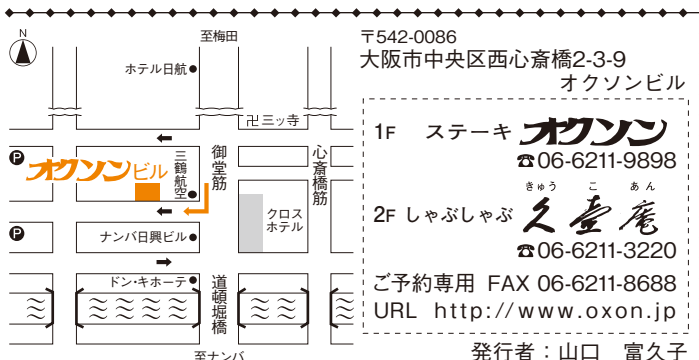 N
至梅田
ホテル日航
卍三ッ寺
P
オクソンビル
三鶴航空
御堂筋
心斎橋筋
クロス
ホテル
P
ナンバ日興ビル
ドン・キホーテ
道頓堀橋
至ナンバ
〒542-0086
大阪市中央区西心斎橋2-3-9
オクソンビル
1F ステーキ オクソン
☎06-6211-9898
きゅう こ あん
2F しゃぶしゃぶ 久壺庵
☎06-6211-3220
ご予約専用 FAX 06-6211-8688
URL http://www.oxon.jp
発行者：山口 富久子